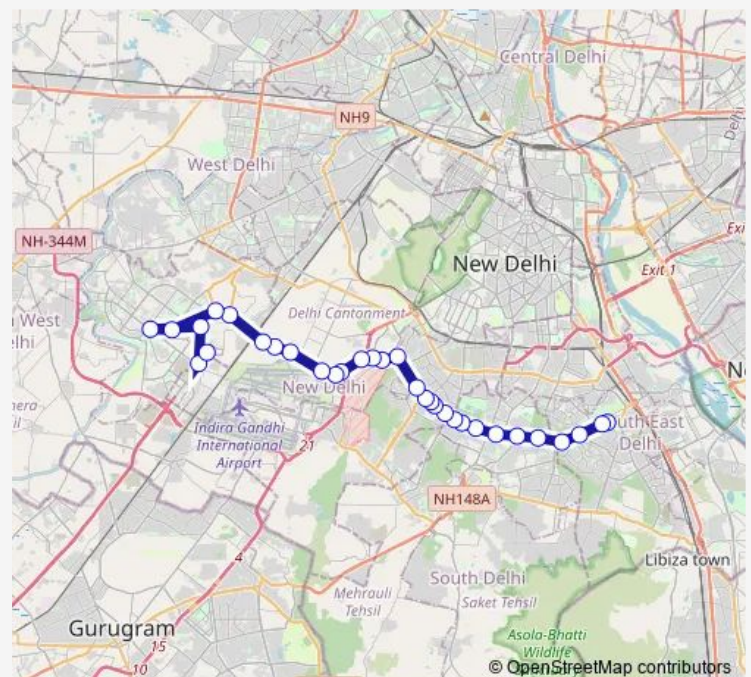 Central Delhi
NH9
West Delhi
NH-344M
New Delhi
Exit 1
Delhi Cantonment
West
elhi
New Delhi
Indira Gandhi
International
Airport
21
South East
Delhi
NH148A
4
Libiza town
South Delhi
Mehrauli
Tehsil
Saket Tehsil
Gurugram
15
10
Asola-Bhatti
Wildlife
© OpenStreetMap contributors